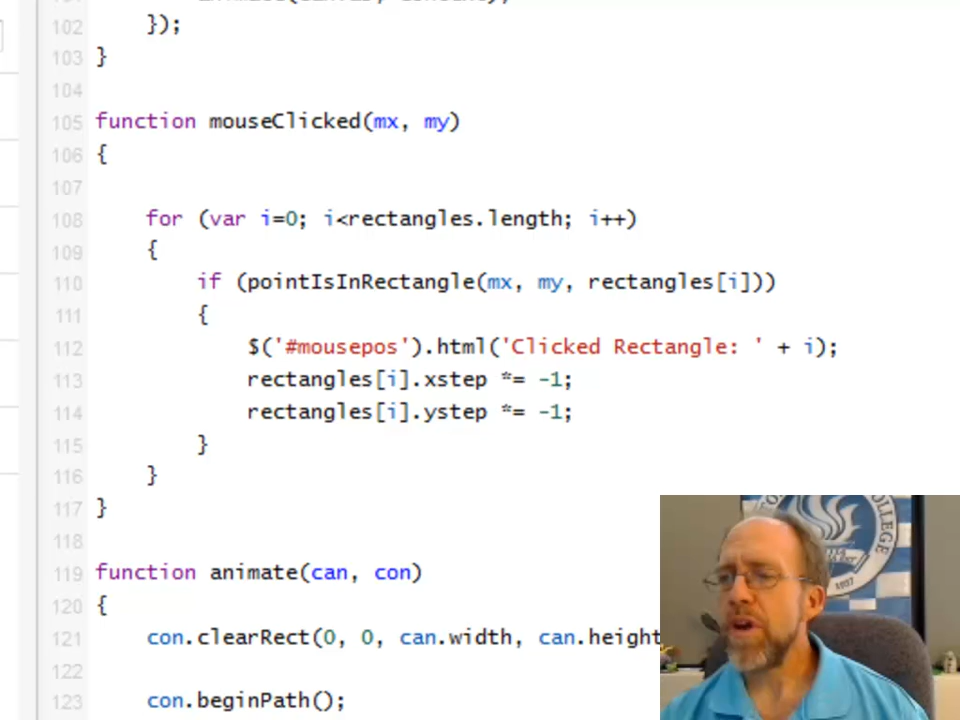 102 });
103 }
104
105 function mouseClicked(mx, my)
106 {
107
108 for (var i=0; i<rectangles.length; i++)
109 {
110 if (pointIsInRectangle(mx, my, rectangles[i]))
111 {
112 $('#mousepos').html('Clicked Rectangle: ' + i);
113 rectangles[i].xstep *= -1;
114 rectangles[i].ystep *= -1;
115 }
116 }
117 }
118
119 function animate(can, con)
120 {
121 con.clearRect(0, 0, can.width, can.height
122
123 con.beginPath();
COLLEGE
1897